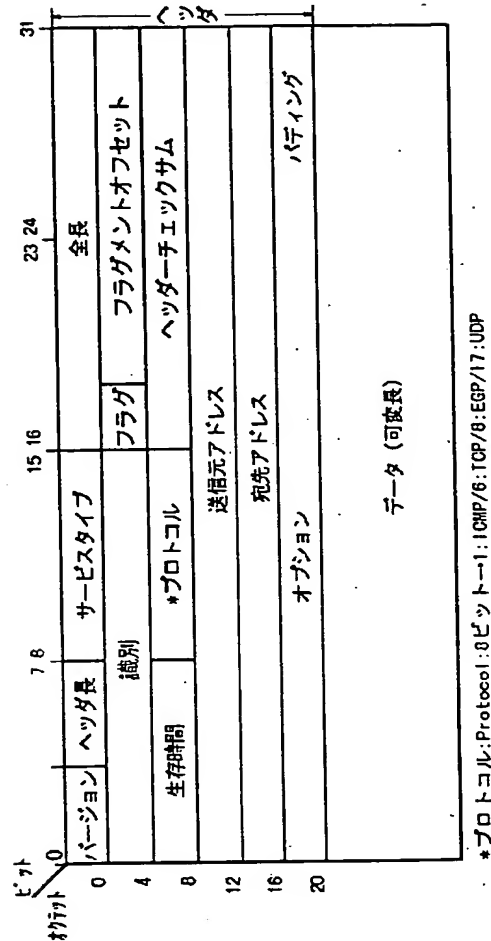 ビット
オクテット
0 7 8 15 16 23 24 31
0 バージョン ヘッダ長 サービスタイプ 全長
4 識別 フラグ フラグメントオフセット
8 生存時間 *プロトコル ヘッダーチェックサム
12 送信元アドレス
16 宛先アドレス
20 オプション パディング
データ (可変長)
ヘッダ
*プロトコル:Protocol:8ビット→1:ICMP/6:TCP/8:EGP/17:UDP